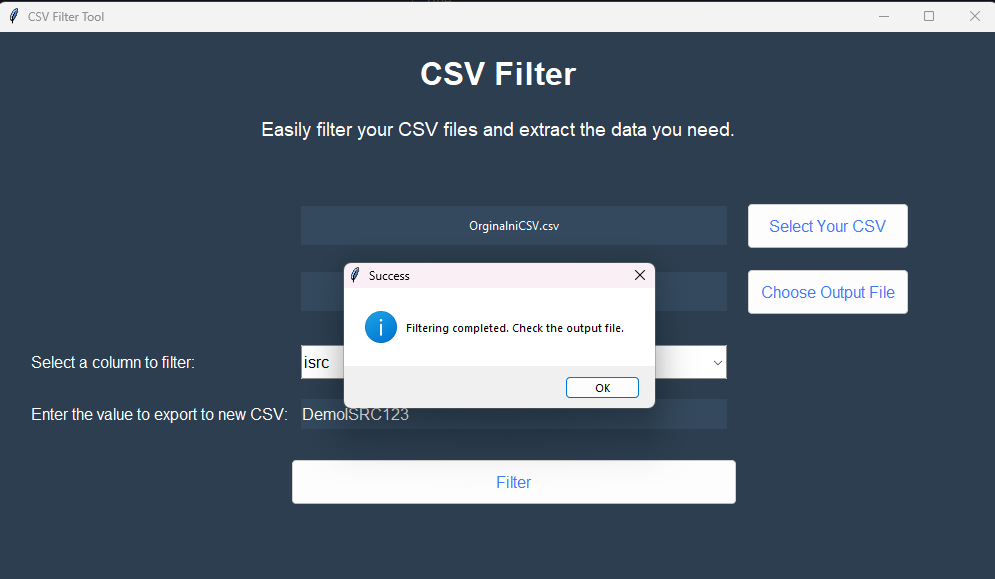 CSV Filter Tool
CSV Filter
Easily filter your CSV files and extract the data you need.
OrginalniCSV.csv
Select Your CSV
Success
Choose Output File
Filtering completed. Check the output file.
Select a column to filter:
isrc
OK
Enter the value to export to new CSV:
DemoISRC123
Filter